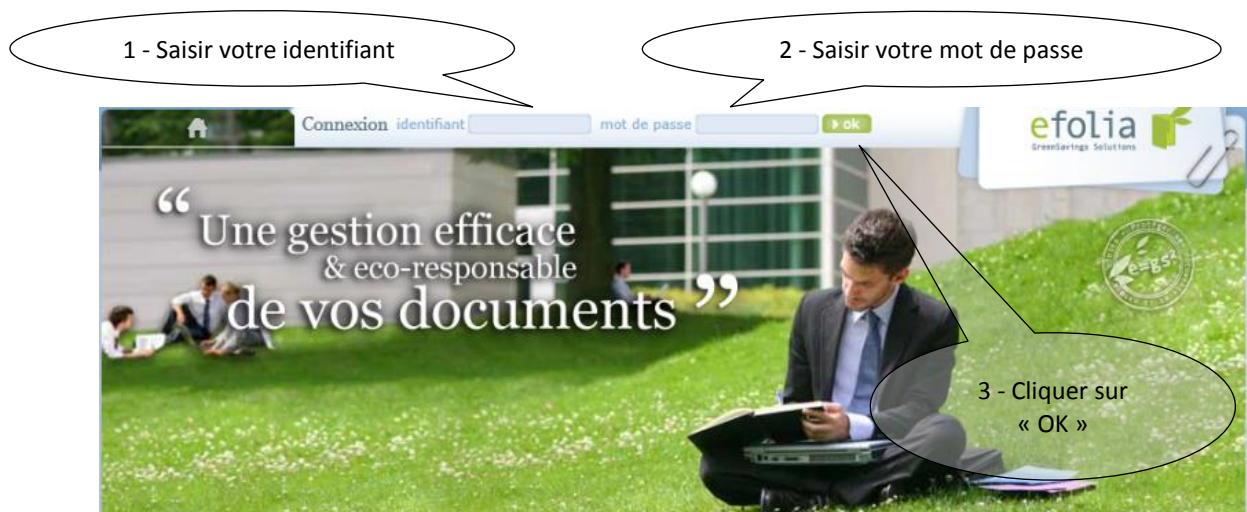 1 - Saisir votre identifiant
2 - Saisir votre mot de passe
Connexion identifiant mot de passe ok
efolia
GreenSavings Solutions
“ Une gestion efficace
& eco-responsable
de vos documents ”
e=gs²
3 - Cliquer sur
« OK »